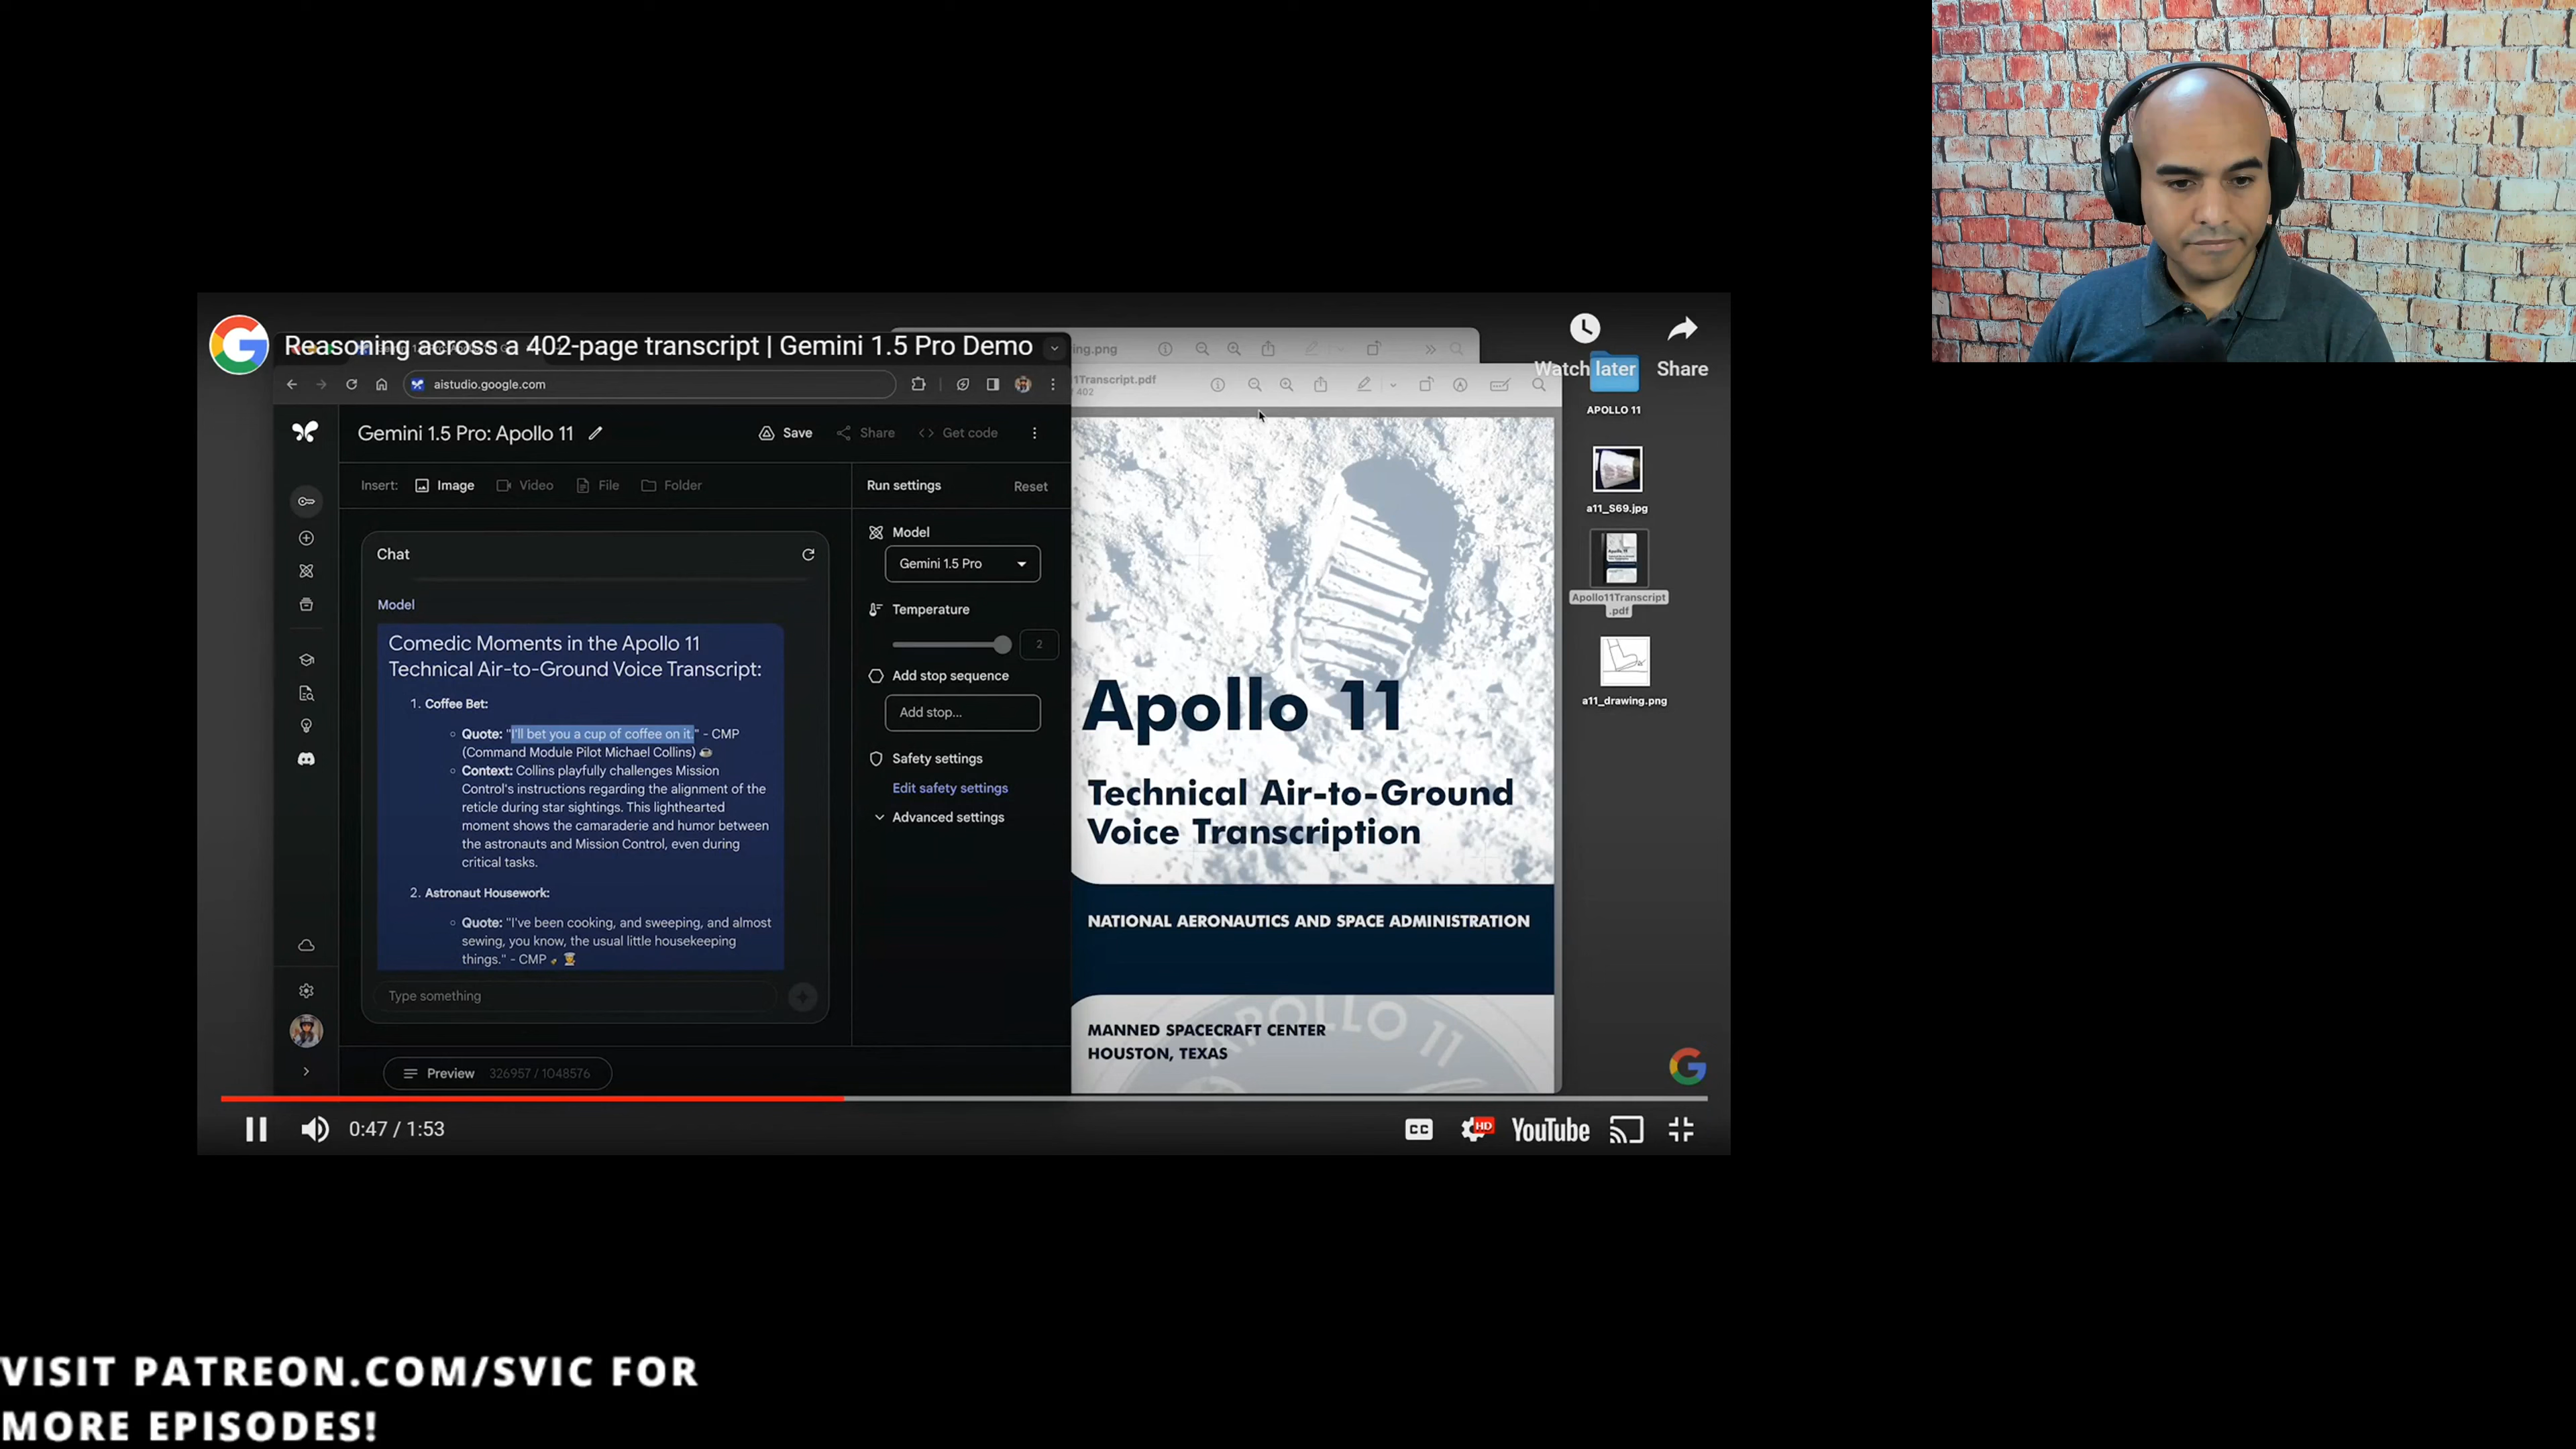 Reasoning across a 402-page transcript | Gemini 1.5 Pro Demo
Watch later
Share
ing.png
aistudio.google.com
1Transcript.pdf
402
APOLLO 11
Gemini 1.5 Pro: Apollo 11
Save
Share
Get code
Insert:
Image
Video
File
Folder
Run settings
Reset
a11_S69.jpg
Model
Gemini 1.5 Pro
Chat
Model
Temperature
2
Apollo11Transcript
.pdf
Comedic Moments in the Apollo 11
Technical Air-to-Ground Voice Transcript:
Add stop sequence
Add stop...
a11_drawing.png
1. Coffee Bet:
Quote: "I'll bet you a cup of coffee on it." - CMP
(Command Module Pilot Michael Collins)
Context: Collins playfully challenges Mission
Control's instructions regarding the alignment of the
reticle during star sightings. This lighthearted
moment shows the camaraderie and humor between
the astronauts and Mission Control, even during
critical tasks.
Safety settings
Edit safety settings
Advanced settings
2. Astronaut Housework:
Quote: "I've been cooking, and sweeping, and almost
sewing, you know, the usual little housekeeping
things." - CMP
Type something
Preview 326957 / 1048576
Apollo 11
Technical Air-to-Ground
Voice Transcription
NATIONAL AERONAUTICS AND SPACE ADMINISTRATION
MANNED SPACECRAFT CENTER
HOUSTON, TEXAS
APOLLO 11
0:47 / 1:53
CC
HD
YouTube
VISIT PATREON.COM/SVIC FOR
MORE EPISODES!